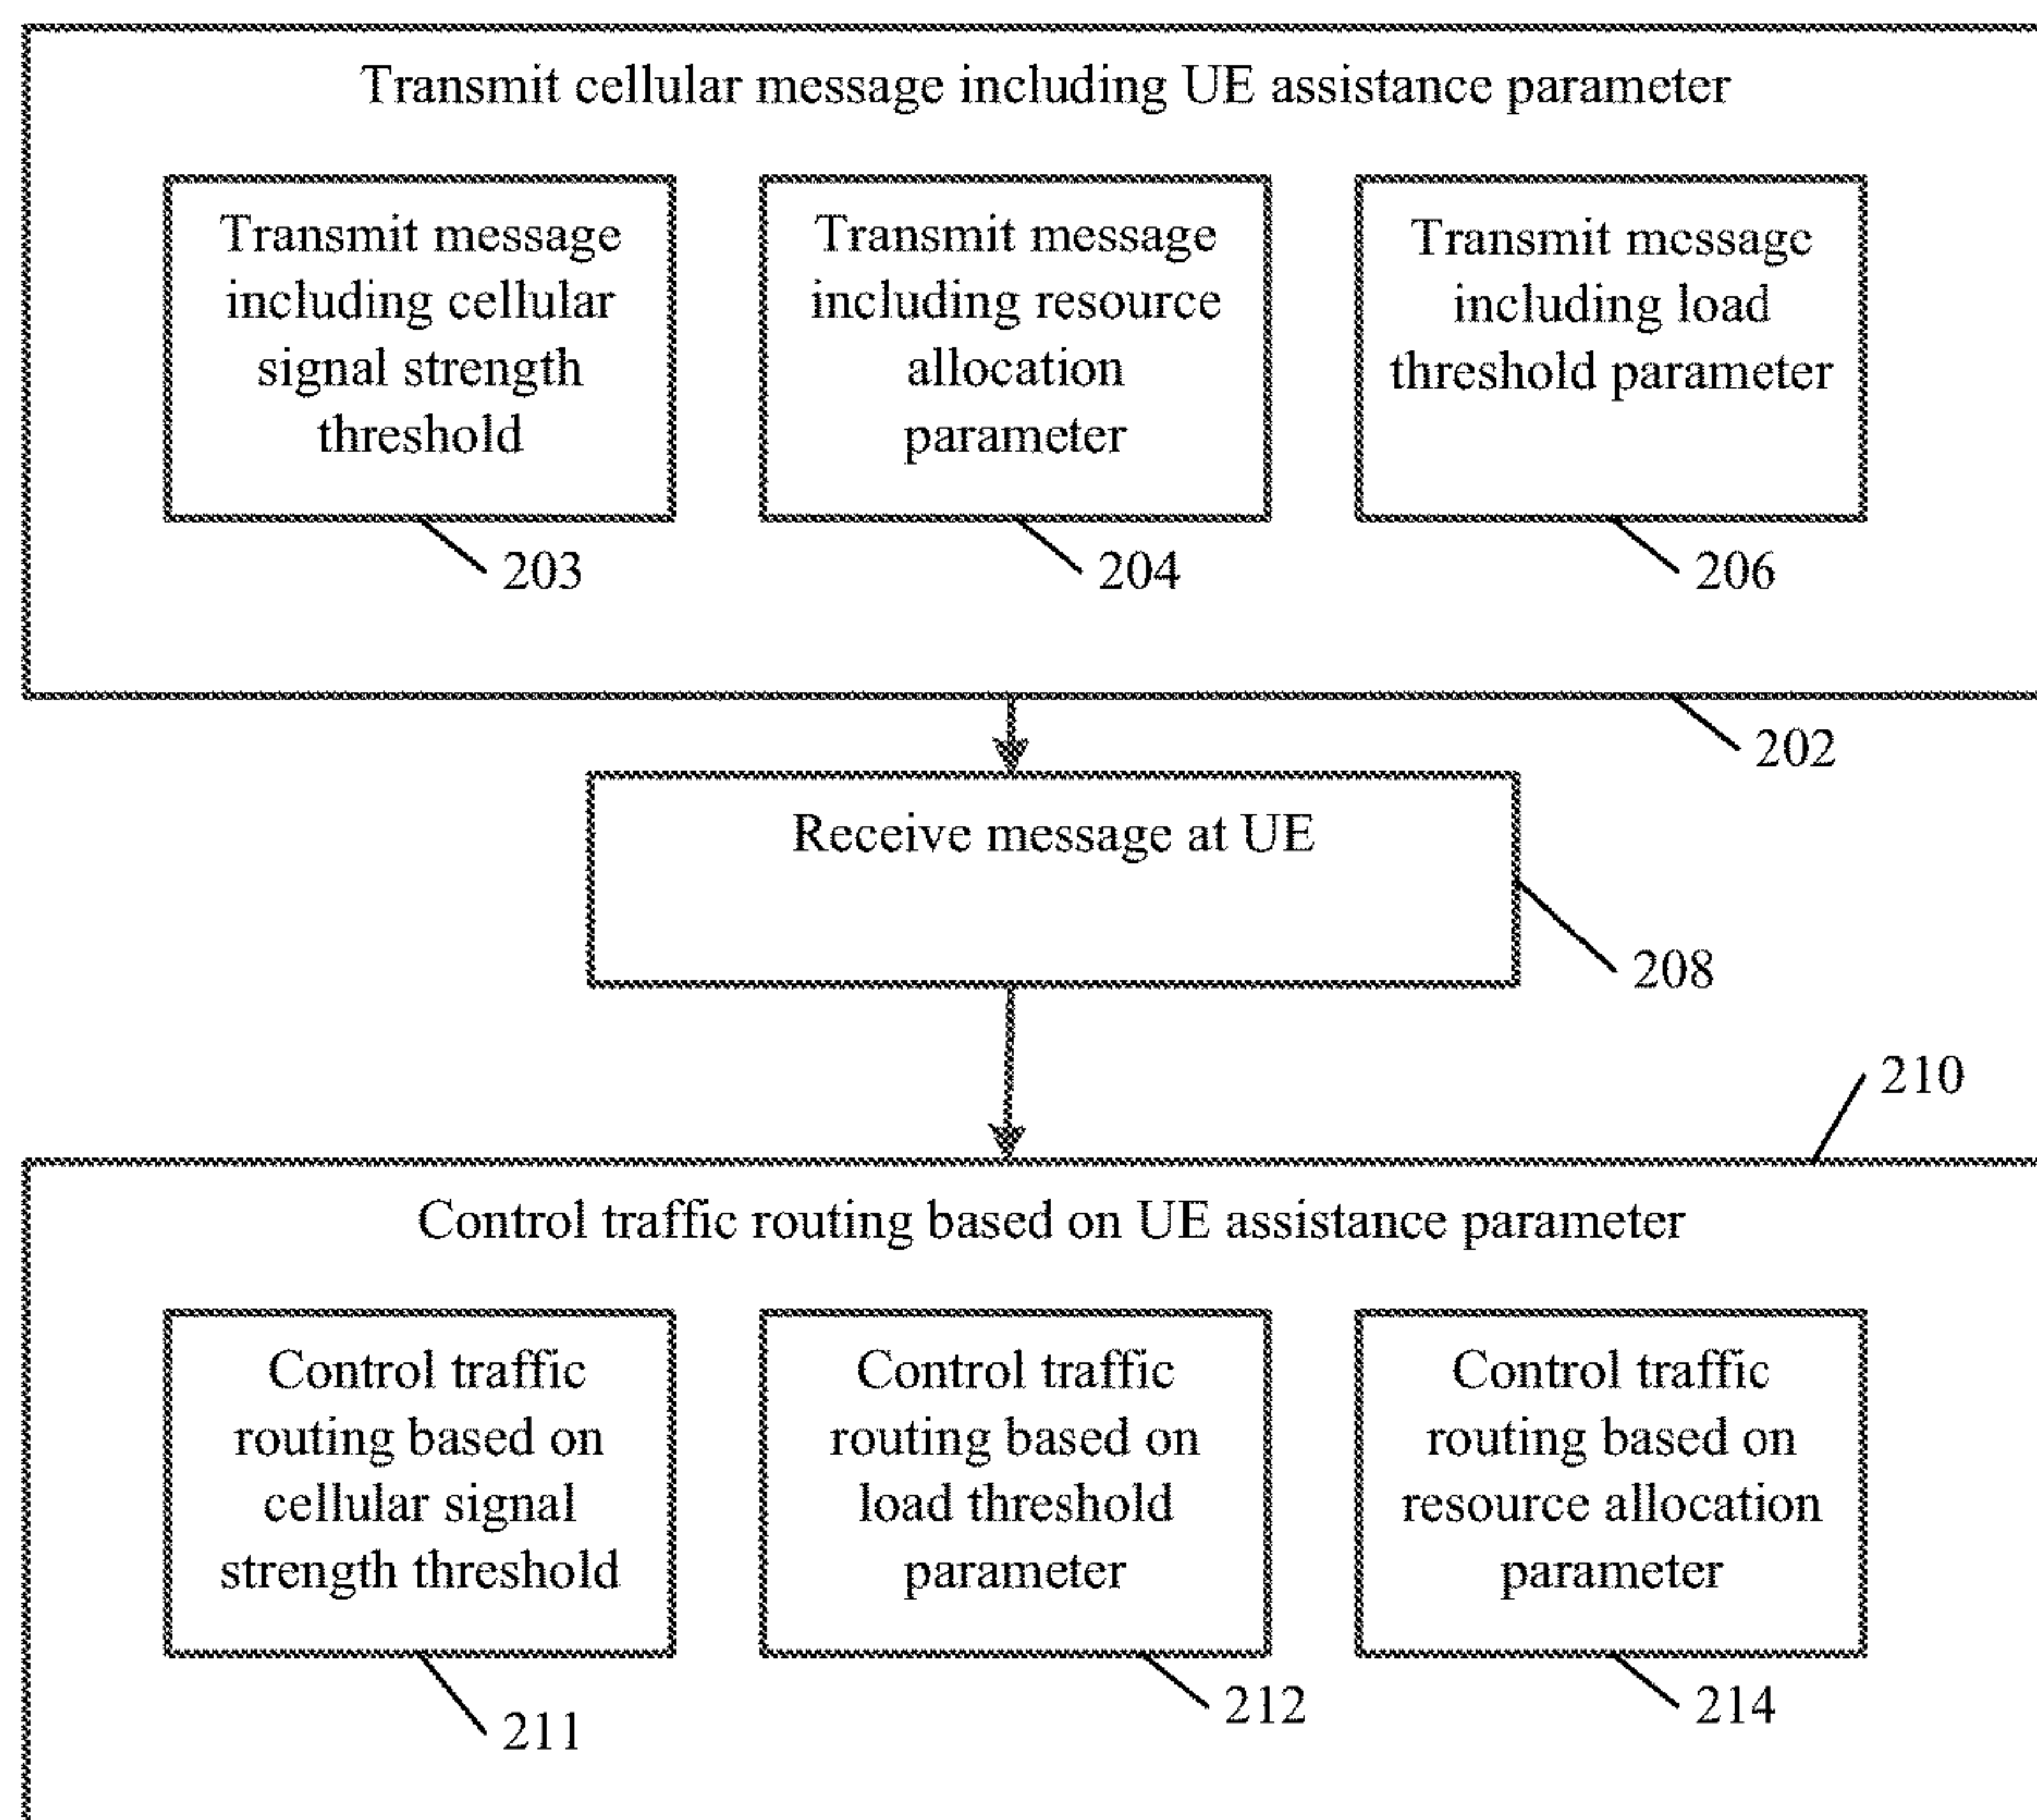 Transmit cellular message including UE assistance parameter
Transmit message
including cellular
signal strength
threshold
203
Transmit message
including resource
allocation
parameter
204
Transmit message
including load
threshold parameter
206
202
Receive message at UE
208
210
Control traffic routing based on UE assistance parameter
Control traffic
routing based on
cellular signal
strength threshold
211
Control traffic
routing based on
load threshold
parameter
212
Control traffic
routing based on
resource allocation
parameter
214